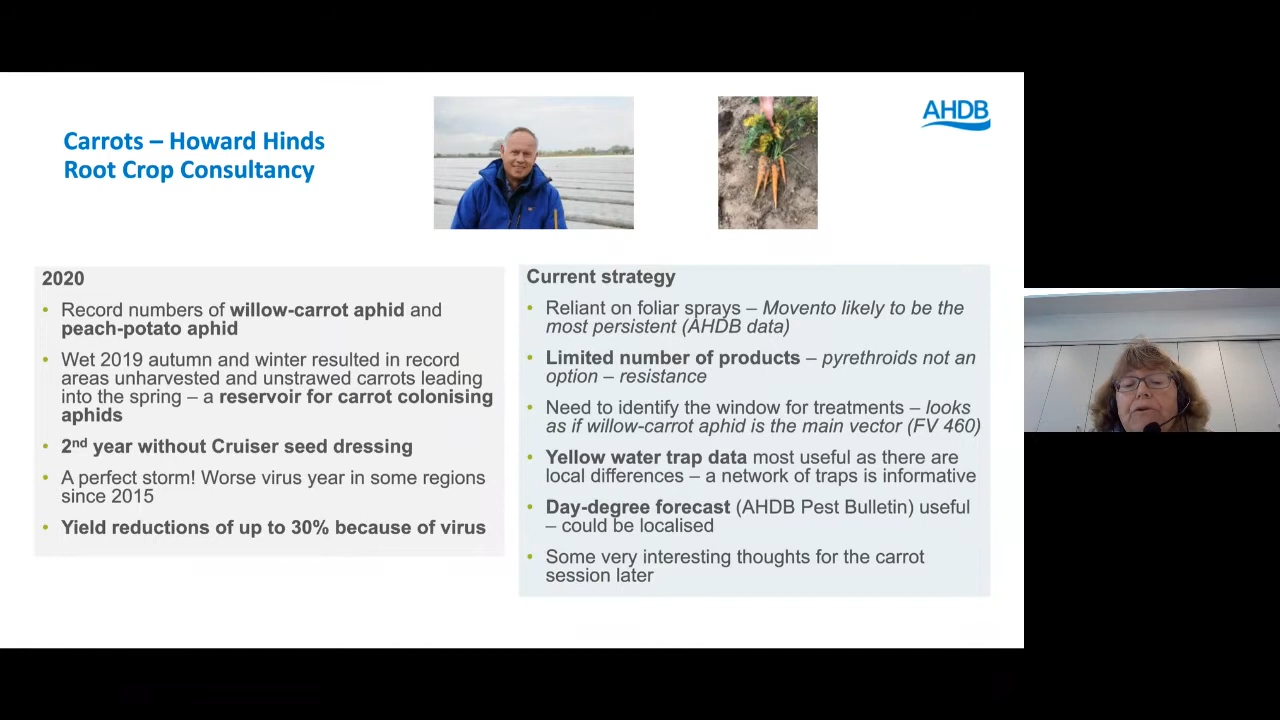 Carrots – Howard Hinds
Root Crop Consultancy
AHDB
2020
• Record numbers of willow-carrot aphid and
peach-potato aphid
• Wet 2019 autumn and winter resulted in record
areas unharvested and unstrawed carrots leading
into the spring – a reservoir for carrot colonising
aphids
• 2nd year without Cruiser seed dressing
• A perfect storm! Worse virus year in some regions
since 2015
• Yield reductions of up to 30% because of virus
Current strategy
• Reliant on foliar sprays – Movento likely to be the
most persistent (AHDB data)
• Limited number of products – pyrethroids not an
option – resistance
• Need to identify the window for treatments – looks
as if willow-carrot aphid is the main vector (FV 460)
• Yellow water trap data most useful as there are
local differences – a network of traps is informative
• Day-degree forecast (AHDB Pest Bulletin) useful
– could be localised
• Some very interesting thoughts for the carrot
session later